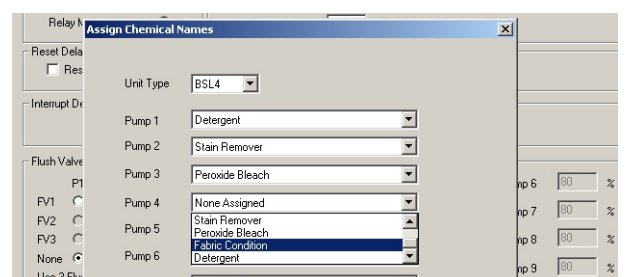 Relay M
Assign Chemical Names
Reset Dela
Res
Unit Type BSL4
Interrupt De
Pump 1 Detergent
Pump 2 Stain Remover
Pump 3 Peroxide Bleach
Flush Valve
P1
mp 6 80 %
FV1
Pump 4 None Assigned
Stain Remover
mp 7 80 %
FV2
Pump 5 Peroxide Bleach
FV3
Fabric Condition
mp 8 80 %
None
Pump 6 Detergent
mp 9 80 %